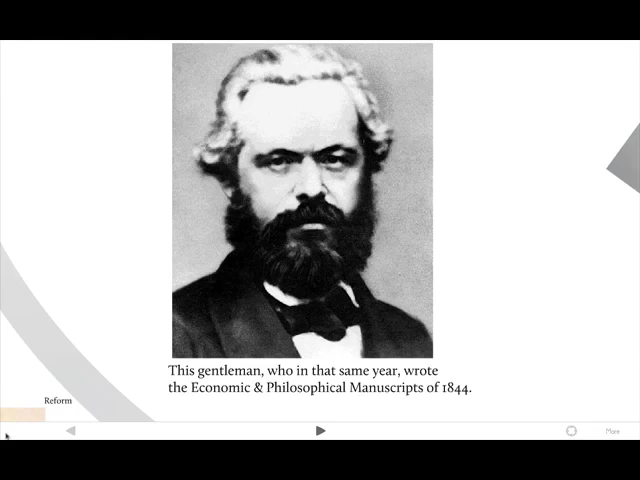 This gentleman, who in that same year, wrote
the Economic & Philosophical Manuscripts of 1844.
Reform
More